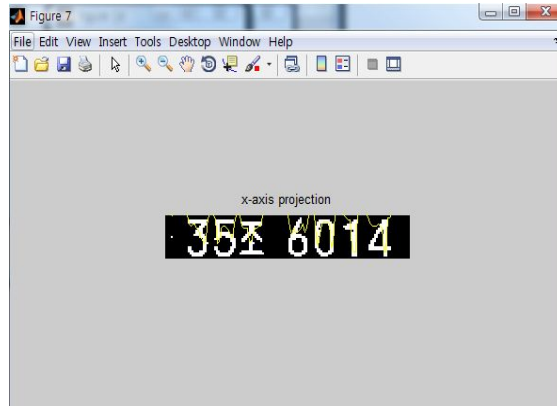 Figure 7
File Edit View Insert Tools Desktop Window Help
x-axis projection
35조 6014